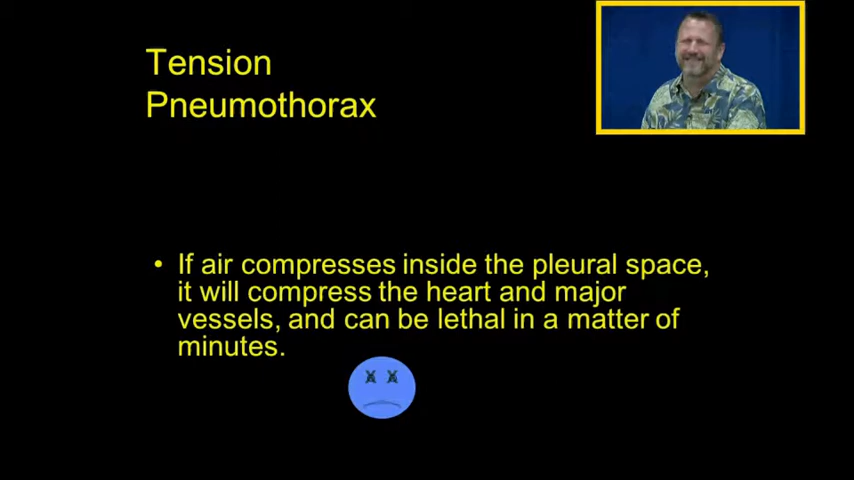 Tension
Pneumothorax
• If air compresses inside the pleural space,
it will compress the heart and major
vessels, and can be lethal in a matter of
minutes.